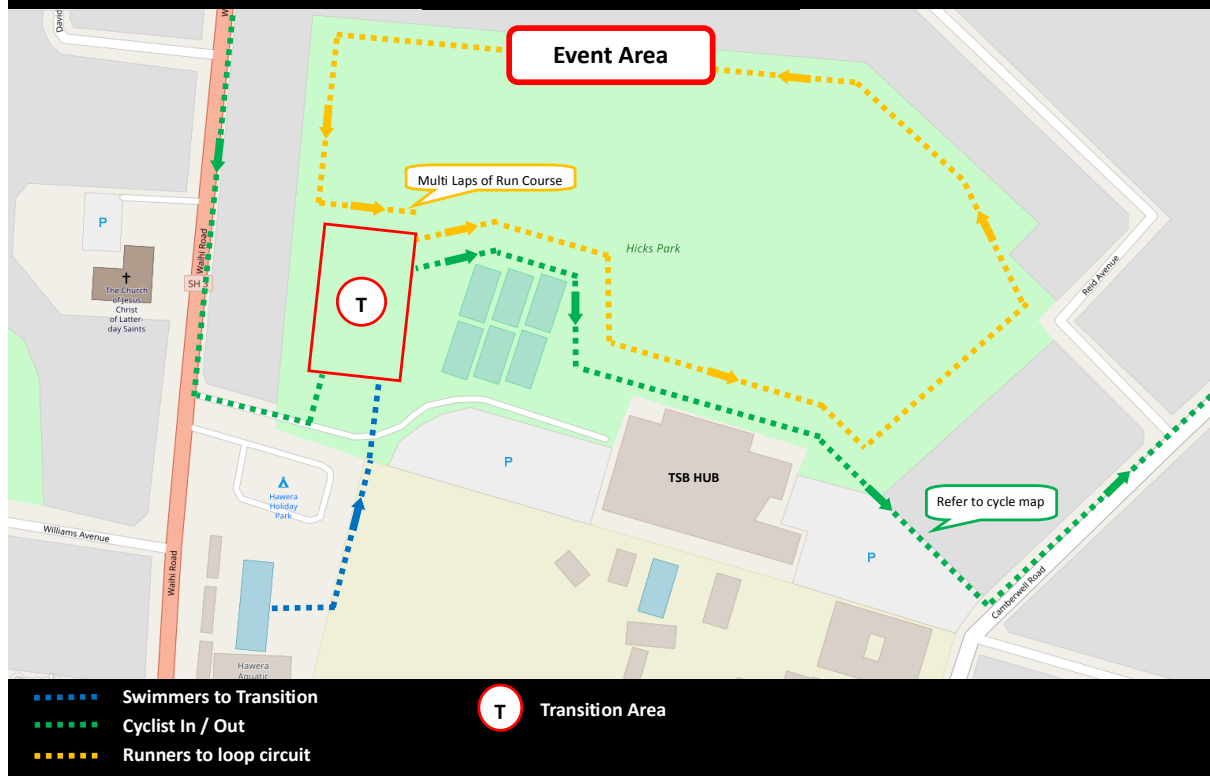 Event Area
David
W
Multi Laps of Run Course
P
Hicks Park
Waihi Road
SH 3
T
The Church
of Jesus
Christ
of Latter-
day Saints
Reid Avenue
P
TSB HUB
Hawera
Holiday
Park
Refer to cycle map
Williams Avenue
Waihi Road
P
Camberwell Road
Hawera
Aquatic
Swimmers to Transition
Cyclist In / Out
Runners to loop circuit
T
Transition Area